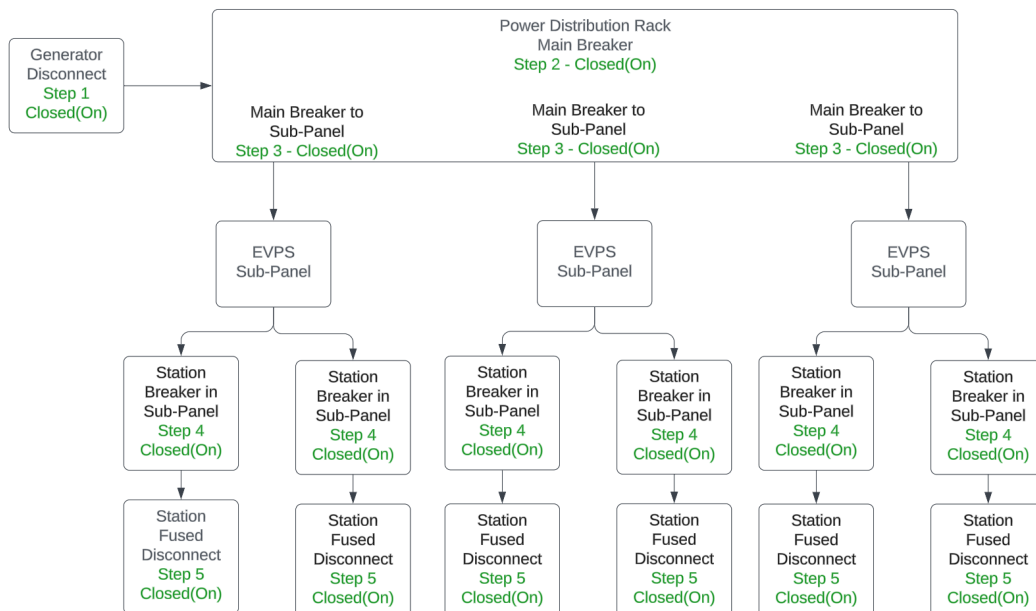 Generator
Disconnect
Step 1
Closed(On)
Power Distribution Rack
Main Breaker
Step 2 - Closed(On)
Main Breaker to
Sub-Panel
Step 3 - Closed(On)
Main Breaker to
Sub-Panel
Step 3 - Closed(On)
Main Breaker to
Sub-Panel
Step 3 - Closed(On)
EVPS
Sub-Panel
EVPS
Sub-Panel
EVPS
Sub-Panel
Station
Breaker in
Sub-Panel
Step 4
Closed(On)
Station
Breaker in
Sub-Panel
Step 4
Closed(On)
Station
Breaker in
Sub-Panel
Step 4
Closed(On)
Station
Breaker in
Sub-Panel
Step 4
Closed(On)
Station
Breaker in
Sub-Panel
Step 4
Closed(On)
Station
Breaker in
Sub-Panel
Step 4
Closed(On)
Station
Fused
Disconnect
Step 5
Closed(On)
Station
Fused
Disconnect
Step 5
Closed(On)
Station
Fused
Disconnect
Step 5
Closed(On)
Station
Fused
Disconnect
Step 5
Closed(On)
Station
Fused
Disconnect
Step 5
Closed(On)
Station
Fused
Disconnect
Step 5
Closed(On)